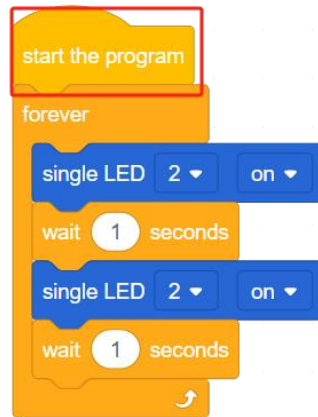 start the program
forever
single LED 2 on
wait 1 seconds
single LED 2 on
wait 1 seconds